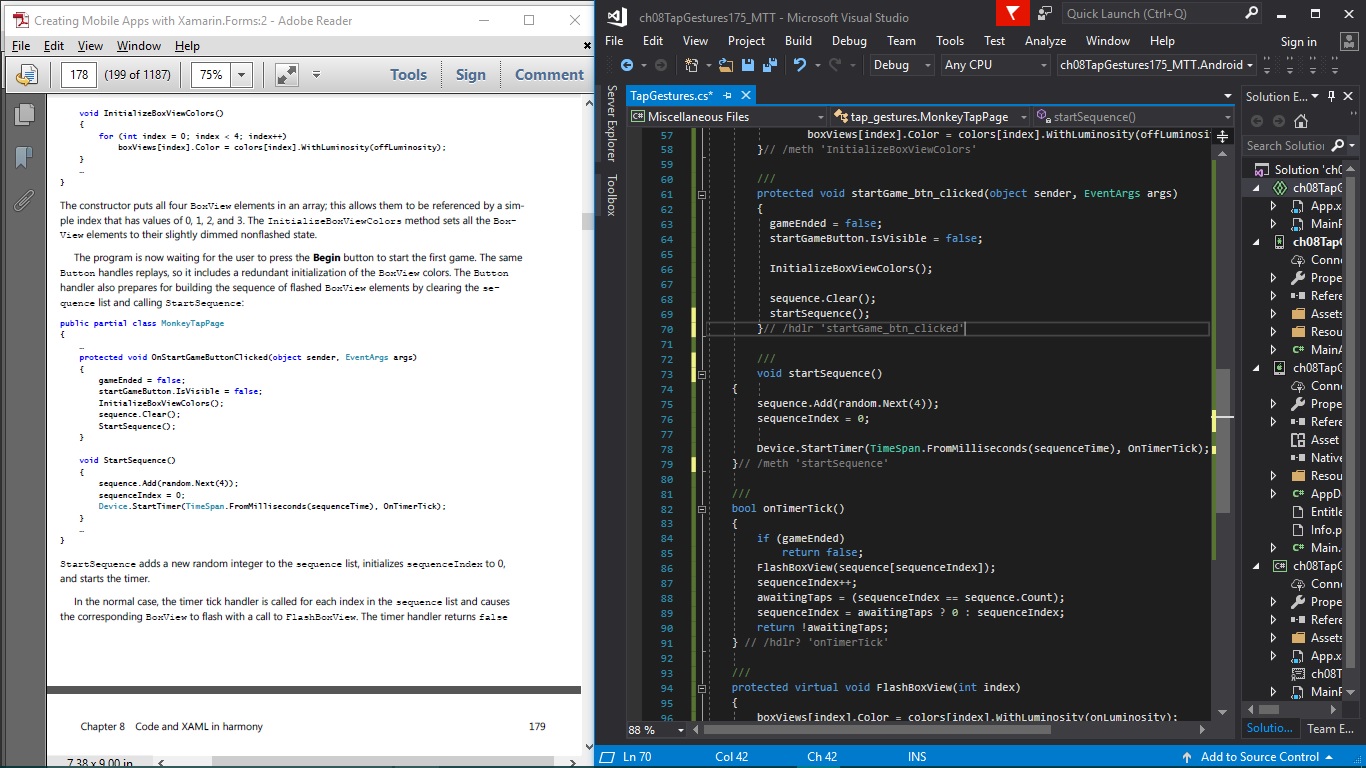 Creating Mobile Apps with Xamarin.Forms:2 - Adobe Reader
File Edit View Window Help
178 (199 of 1187) 75% Tools Sign Comment
void InitializeBoxViewColors()
{
for (int index = 0; index < 4; index++)
boxViews[index].Color = colors[index].WithLuminosity(offLuminosity);
}
…
}
The constructor puts all four BoxView elements in an array; this allows them to be referenced by a sim-
ple index that has values of 0, 1, 2, and 3. The InitializeBoxViewColors method sets all the Box-
View elements to their slightly dimmed nonflashed state.
The program is now waiting for the user to press the Begin button to start the first game. The same
Button handles replays, so it includes a redundant initialization of the BoxView colors. The Button
handler also prepares for building the sequence of flashed BoxView elements by clearing the se-
quence list and calling StartSequence:
public partial class MonkeyTapPage
{
…
protected void OnStartGameButtonClicked(object sender, EventArgs args)
{
gameEnded = false;
startGameButton.IsVisible = false;
InitializeBoxViewColors();
sequence.Clear();
StartSequence();
}
void StartSequence()
{
sequence.Add(random.Next(4));
sequenceIndex = 0;
Device.StartTimer(TimeSpan.FromMilliseconds(sequenceTime), OnTimerTick);
}
…
}
StartSequence adds a new random integer to the sequence list, initializes sequenceIndex to 0,
and starts the timer.
In the normal case, the timer tick handler is called for each index in the sequence list and causes
the corresponding BoxView to flash with a call to FlashBoxView. The timer handler returns false
Chapter 8 Code and XAML in harmony 179
7.38 x 9.00 in
ch08TapGestures175_MTT - Microsoft Visual Studio
Quick Launch (Ctrl+Q)
File Edit View Project Build Debug Team Tools Test Analyze Window Help Sign in
Debug Any CPU ch08TapGestures175_MTT.Android
Server Explorer
Toolbox
TapGestures.cs*
Miscellaneous Files tap_gestures.MonkeyTapPage startSequence()
57 boxViews[index].Color = colors[index].WithLuminosity(offLuminosi
58 }// /meth 'InitializeBoxViewColors'
59
60 ///
61 protected void startGame_btn_clicked(object sender, EventArgs args)
62 {
63 gameEnded = false;
64 startGameButton.IsVisible = false;
65
66 InitializeBoxViewColors();
67
68 sequence.Clear();
69 startSequence();
70 }// /hdlr 'startGame_btn_clicked'
71
72 ///
73 void startSequence()
74 {
75 sequence.Add(random.Next(4));
76 sequenceIndex = 0;
77
78 Device.StartTimer(TimeSpan.FromMilliseconds(sequenceTime), OnTimerTick);
79 }// /meth 'startSequence'
80
81 ///
82 bool onTimerTick()
83 {
84 if (gameEnded)
85 return false;
86 FlashBoxView(sequence[sequenceIndex]);
87 sequenceIndex++;
88 awaitingTaps = (sequenceIndex == sequence.Count);
89 sequenceIndex = awaitingTaps ? 0 : sequenceIndex;
90 return !awaitingTaps;
91 } // /hdlr? 'onTimerTick'
92
93 ///
94 protected virtual void FlashBoxView(int index)
95 {
96 boxViews[index].Color = colors[index].WithLuminosity(onLuminosity);
88 %
Solution E...
Search Solution
Solution 'ch
ch08TapG
App.x
MainP
ch08TapG
Conne
Prope
Refere
Assets
Resou
MainA
ch08TapG
Conne
Prope
Refere
Asset
Native
Resou
AppD
Entitle
Info.p
Main.
ch08TapG
Conne
Prope
Refere
Assets
App.x
ch08T
MainP
Solutio... Team E...
Ln 70 Col 42 Ch 42 INS Add to Source Control